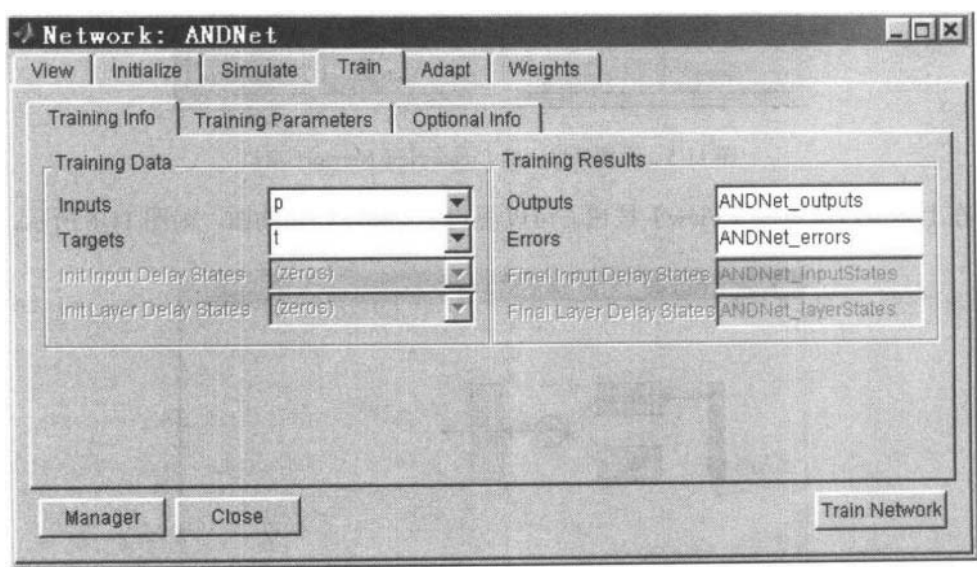 Network: ANDNet
View Initialize Simulate Train Adapt Weights
Training Info Training Parameters Optional Info
Training Data
Inputs p
Targets t
Init Input Delay States (zeros)
Init Layer Delay States (zeros)
Training Results
Outputs ANDNet_outputs
Errors ANDNet_errors
Final Input Delay States ANDNet_inputStates
Final Layer Delay States ANDNet_layerStates
Manager Close Train Network